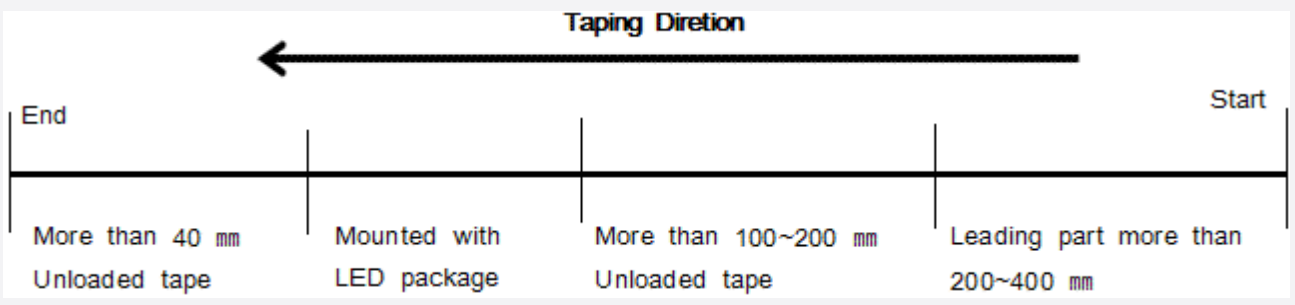 Taping Diretion
End
Start
More than 40 ㎜
Unloaded tape
Mounted with
LED package
More than 100~200 ㎜
Unloaded tape
Leading part more than
200~400 ㎜